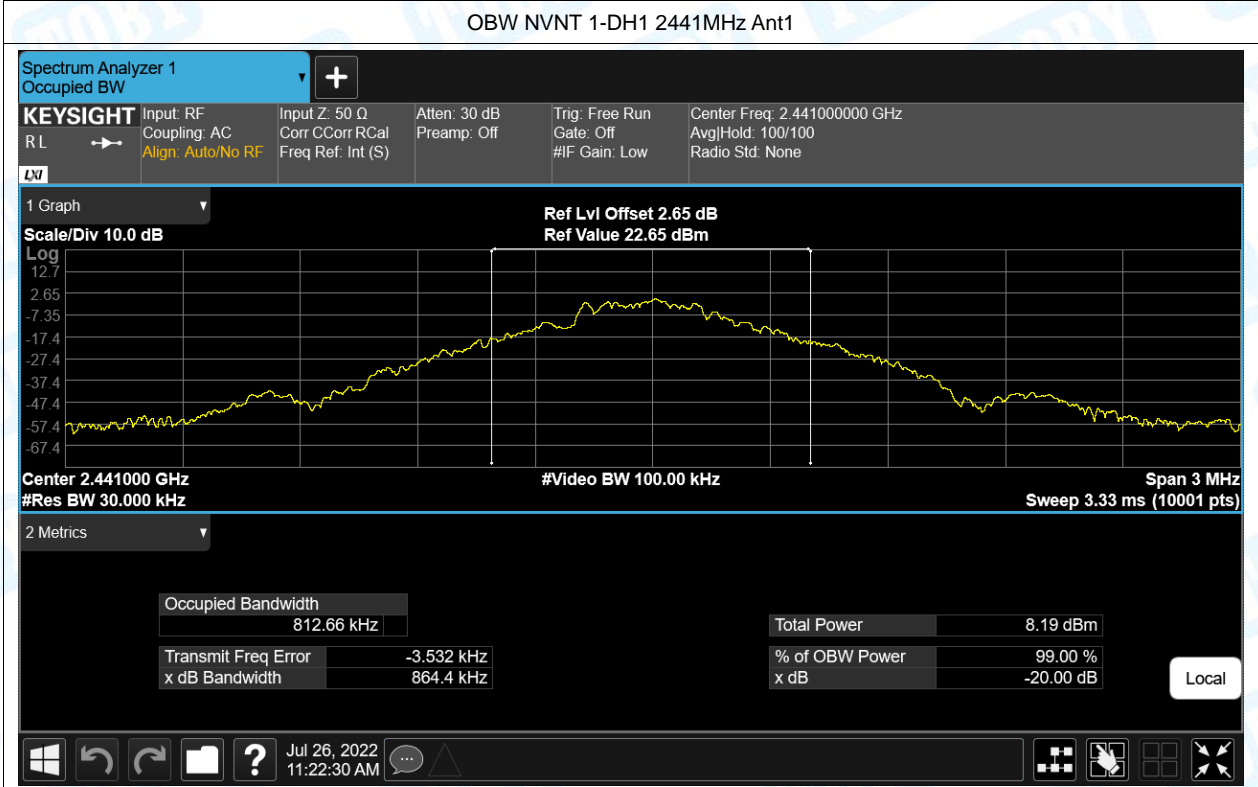 OBW NVNT 1-DH1 2441MHz Ant1
Spectrum Analyzer 1
Occupied BW
KEYSIGHT
R L
LXI
Input: RF
Coupling: AC
Align: Auto/No RF
Input Z: 50 Ω
Corr CCorr RCal
Freq Ref: Int (S)
Atten: 30 dB
Preamp: Off
Trig: Free Run
Gate: Off
#IF Gain: Low
Center Freq: 2.441000000 GHz
Avg|Hold: 100/100
Radio Std: None
1 Graph
Scale/Div 10.0 dB
Ref Lvl Offset 2.65 dB
Ref Value 22.65 dBm
Log
12.7
2.65
-7.35
-17.4
-27.4
-37.4
-47.4
-57.4
-67.4
Center 2.441000 GHz
#Video BW 100.00 kHz
Span 3 MHz
#Res BW 30.000 kHz
Sweep 3.33 ms (10001 pts)
2 Metrics
Occupied Bandwidth
812.66 kHz
Total Power 8.19 dBm
Transmit Freq Error -3.532 kHz
% of OBW Power 99.00 %
x dB Bandwidth 864.4 kHz
x dB -20.00 dB
Local
?
Jul 26, 2022
11:22:30 AM